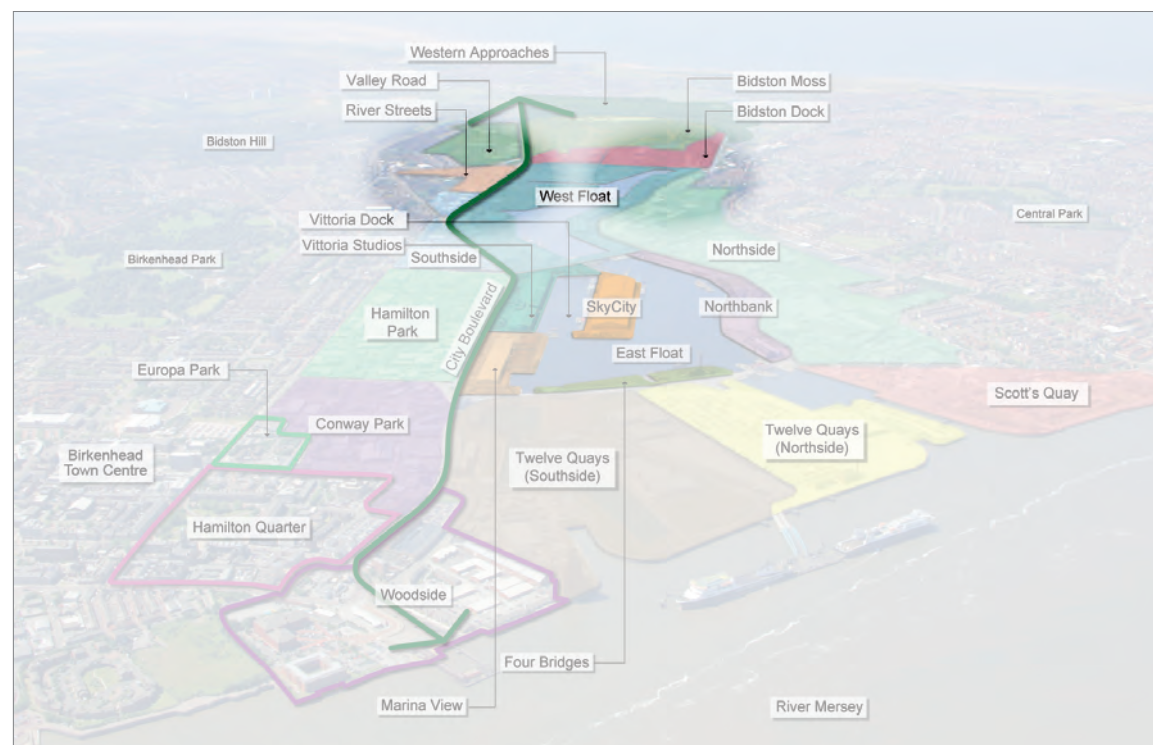 Western Approaches
Valley Road
Bidston Moss
River Streets
Bidston Dock
Bidston Hill
West Float
Vittoria Dock
Central Park
Vittoria Studios
Northside
Southside
Birkenhead Park
SkyCity
Northbank
Hamilton
Park
City Boulevard
East Float
Europa Park
Scott's Quay
Conway Park
Twelve Quays
(Northside)
Birkenhead
Town Centre
Twelve Quays
(Southside)
Hamilton Quarter
Woodside
Four Bridges
Marina View
River Mersey